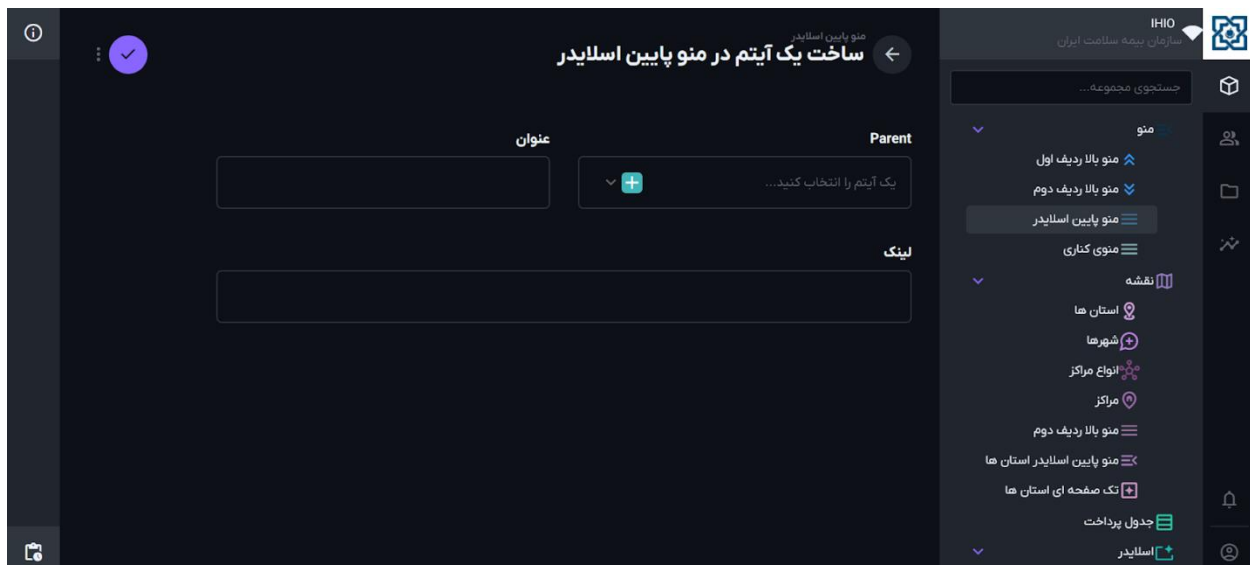 IHIO
سازمان بیمه سلامت ایران
جستجوی مجموعه...
منو
منو بالا ردیف اول
منو بالا ردیف دوم
منو پایین اسلایدر
منوی کناری
نقشه
استان ها
شهرها
انواع مراکز
مراکز
منو بالا ردیف دوم
منو پایین اسلایدر استان ها
تک صفحه ای استان ها
جدول پرداخت
اسلایدر
منو پایین اسلایدر
ساخت یک آیتم در منو پایین اسلایدر
Parent
عنوان
یک آیتم را انتخاب کنید...
لینک